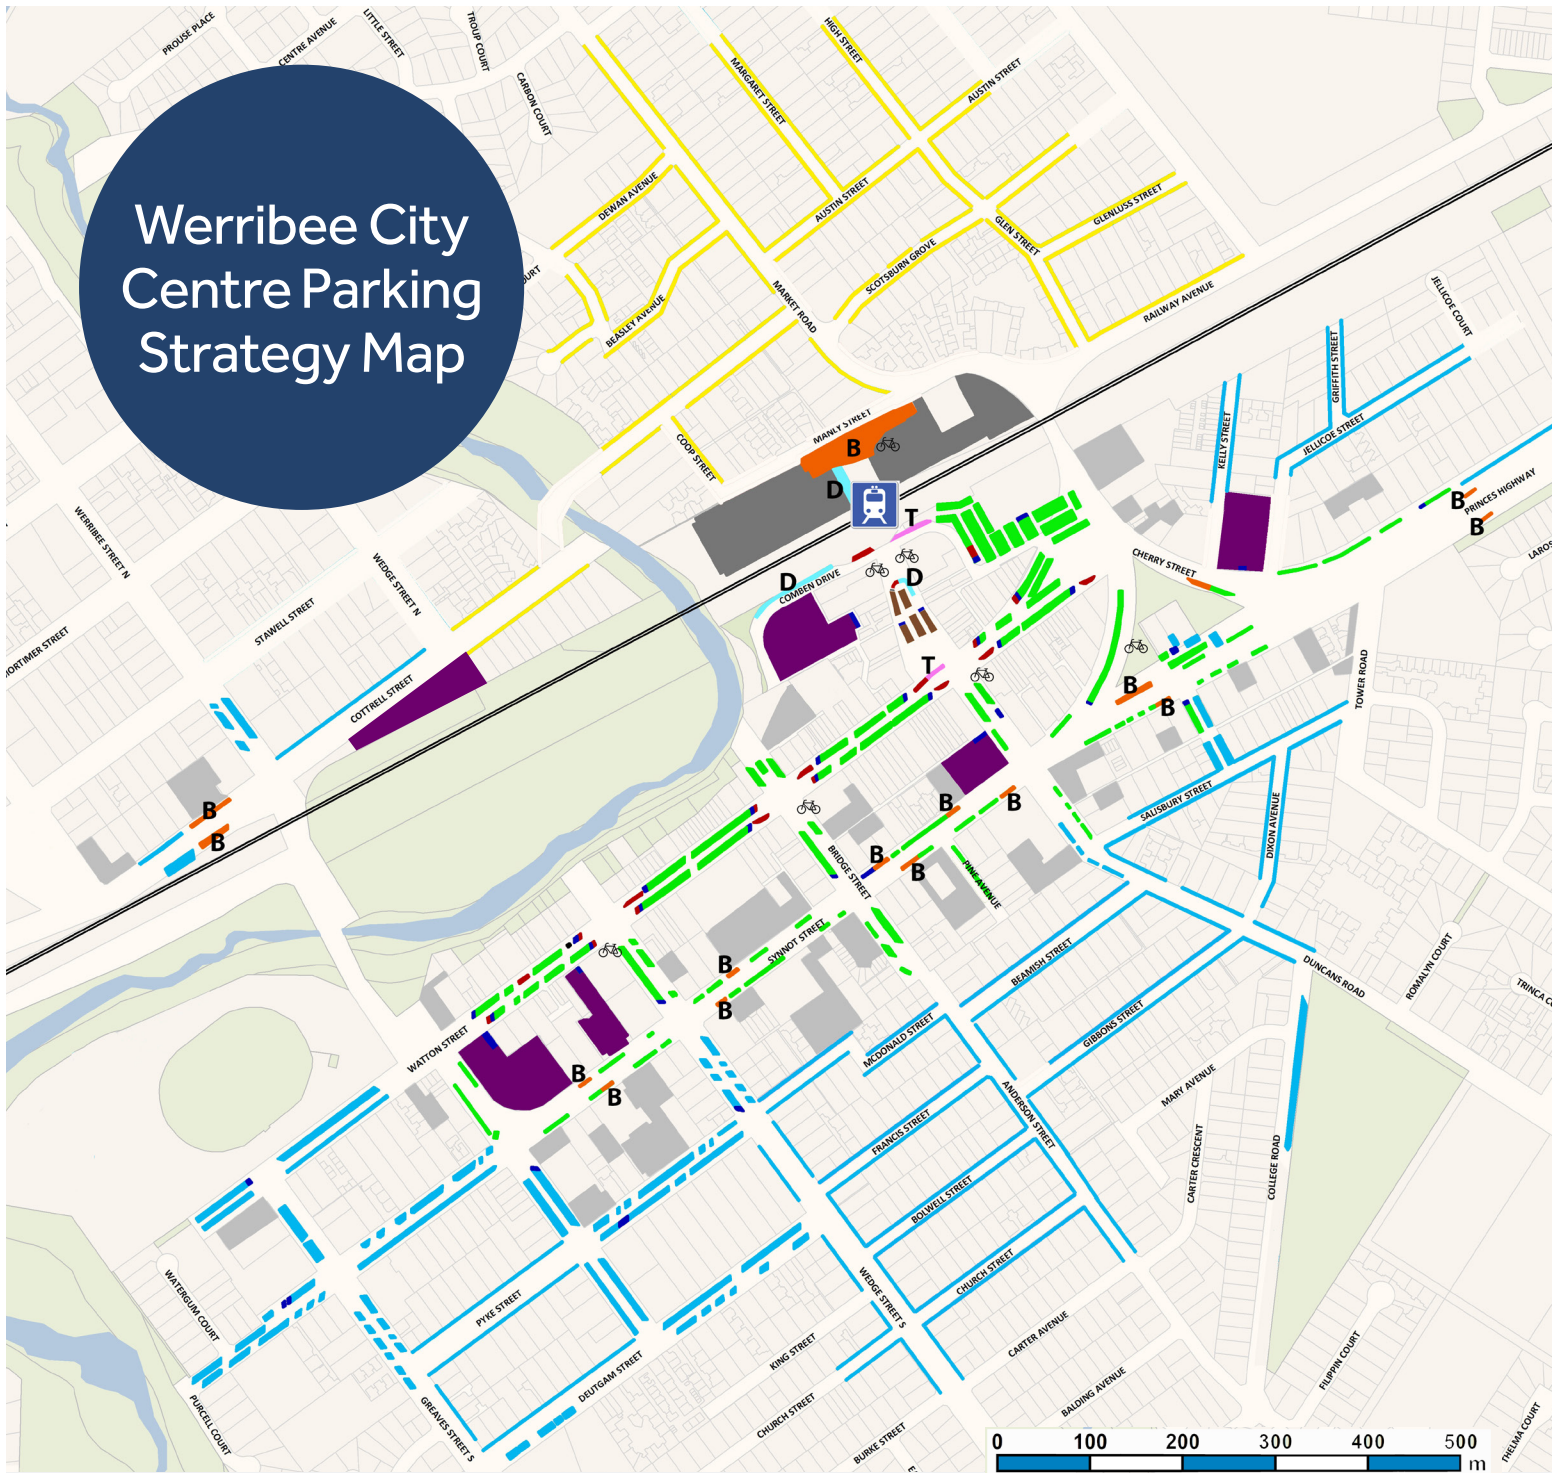 PROUSE PLACE
CENTRE AVENUE
LITTLE STREET
TROUP COURT
CARBON COURT
HIGH STREET
MARGARET STREET
AUSTIN STREET
Werribee City
Centre Parking
Strategy Map
DEWAN AVENUE
AUSTIN STREET
GLENLUSS STREET
GLEN STREET
SCOTSBURN GROVE
MARKET ROAD
BEASLEY AVENUE
RAILWAY AVENUE
JELLICOE COURT
GRIFFITH STREET
KELLY STREET
JELLICOE STREET
MANLY STREET
COOP STREET
B
D
T
PRINCES HIGHWAY
B
B
WERRIBEE STREET N
WEDGE STREET N
STAWELL STREET
CHERRY STREET
COMBEN DRIVE
D
D
COTTRELL STREET
T
B
B
TOWER ROAD
B
B
SALISBURY STREET
DIXON AVENUE
B
B
B
B
BRIDGE STREET
PINE AVENUE
SYNNOT STREET
B
B
BEAMISH STREET
DUNCANS ROAD
ROMALYN COURT
WATTON STREET
MCDONALD STREET
GIBBONS STREET
B
B
MARY AVENUE
FRANCIS STREET
ANDERSON STREET
CARTER CRESCENT
COLLEGE ROAD
BOLWELL STREET
CHURCH STREET
WEDGE STREET S
WATERGUM COURT
PYKE STREET
KING STREET
CARTER AVENUE
FILIPPIN COURT
DEUTGAM STREET
BALDING AVENUE
PURCELL COURT
GREAVES STREET S
CHURCH STREET
BURKE STREET
THELMA COURT
0 100 200 300 400 500
m